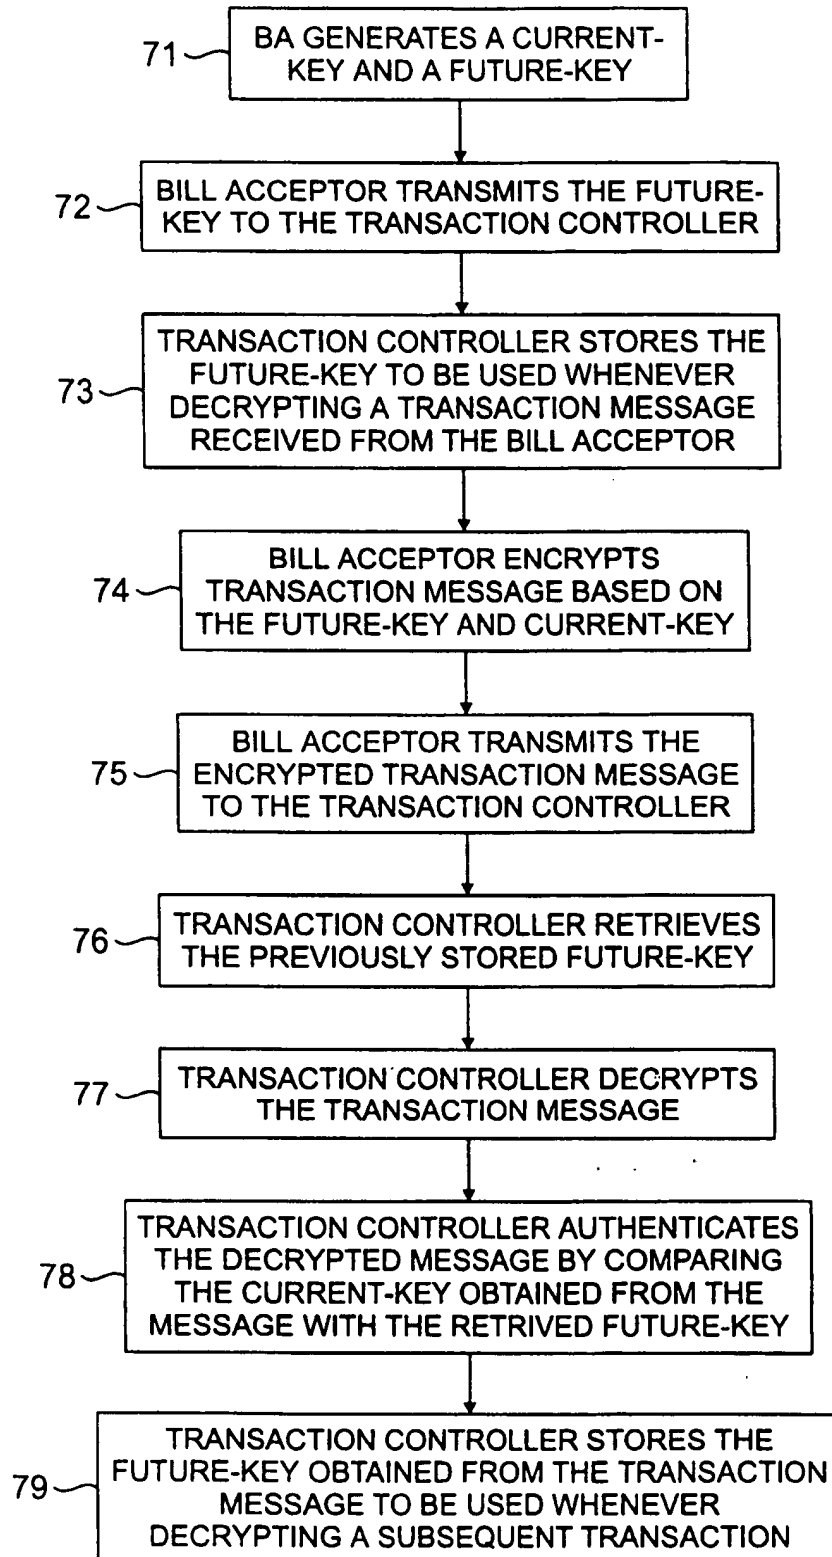 71
BA GENERATES A CURRENT-
KEY AND A FUTURE-KEY
72
BILL ACCEPTOR TRANSMITS THE FUTURE-
KEY TO THE TRANSACTION CONTROLLER
73
TRANSACTION CONTROLLER STORES THE
FUTURE-KEY TO BE USED WHENEVER
DECRYPTING A TRANSACTION MESSAGE
RECEIVED FROM THE BILL ACCEPTOR
74
BILL ACCEPTOR ENCRYPTS
TRANSACTION MESSAGE BASED ON
THE FUTURE-KEY AND CURRENT-KEY
75
BILL ACCEPTOR TRANSMITS THE
ENCRYPTED TRANSACTION MESSAGE
TO THE TRANSACTION CONTROLLER
76
TRANSACTION CONTROLLER RETRIEVES
THE PREVIOUSLY STORED FUTURE-KEY
77
TRANSACTION CONTROLLER DECRYPTS
THE TRANSACTION MESSAGE
78
TRANSACTION CONTROLLER AUTHENTICATES
THE DECRYPTED MESSAGE BY COMPARING
THE CURRENT-KEY OBTAINED FROM THE
MESSAGE WITH THE RETRIVED FUTURE-KEY
79
TRANSACTION CONTROLLER STORES THE
FUTURE-KEY OBTAINED FROM THE TRANSACTION
MESSAGE TO BE USED WHENEVER
DECRYPTING A SUBSEQUENT TRANSACTION